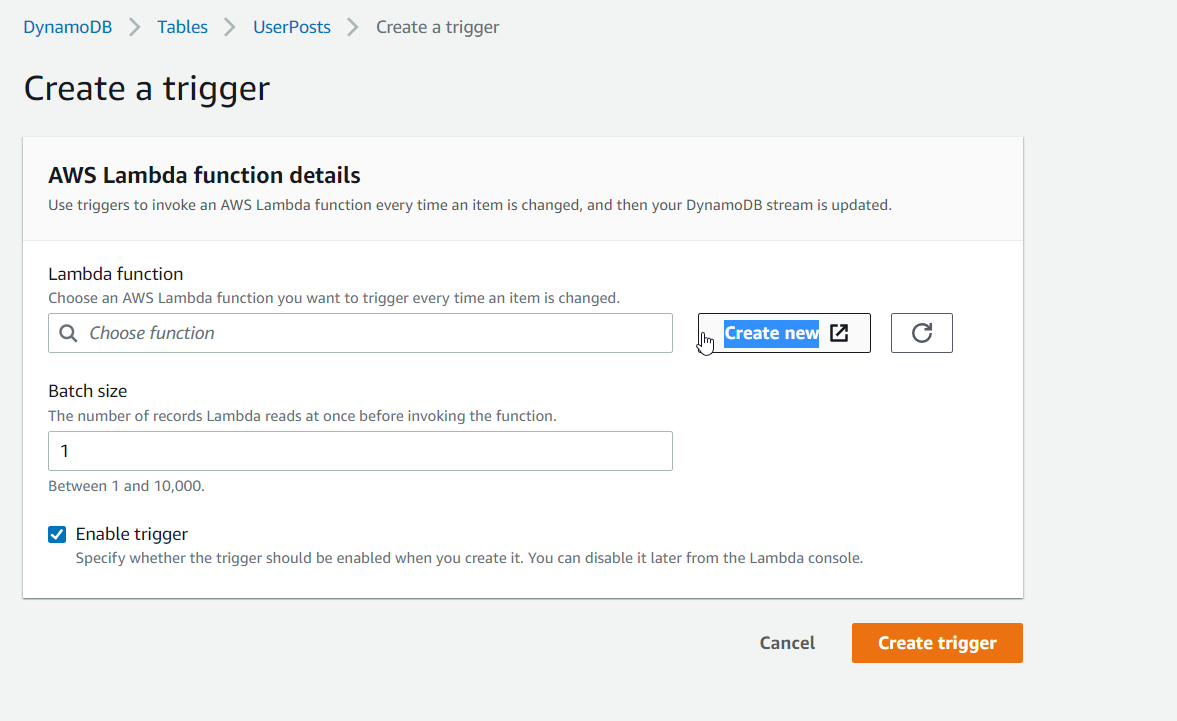 DynamoDB > Tables > UserPosts > Create a trigger
Create a trigger
AWS Lambda function details
Use triggers to invoke an AWS Lambda function every time an item is changed, and then your DynamoDB stream is updated.
Lambda function
Choose an AWS Lambda function you want to trigger every time an item is changed.
Choose function Create new
Batch size
The number of records Lambda reads at once before invoking the function.
1
Between 1 and 10,000.
Enable trigger
Specify whether the trigger should be enabled when you create it. You can disable it later from the Lambda console.
Cancel Create trigger